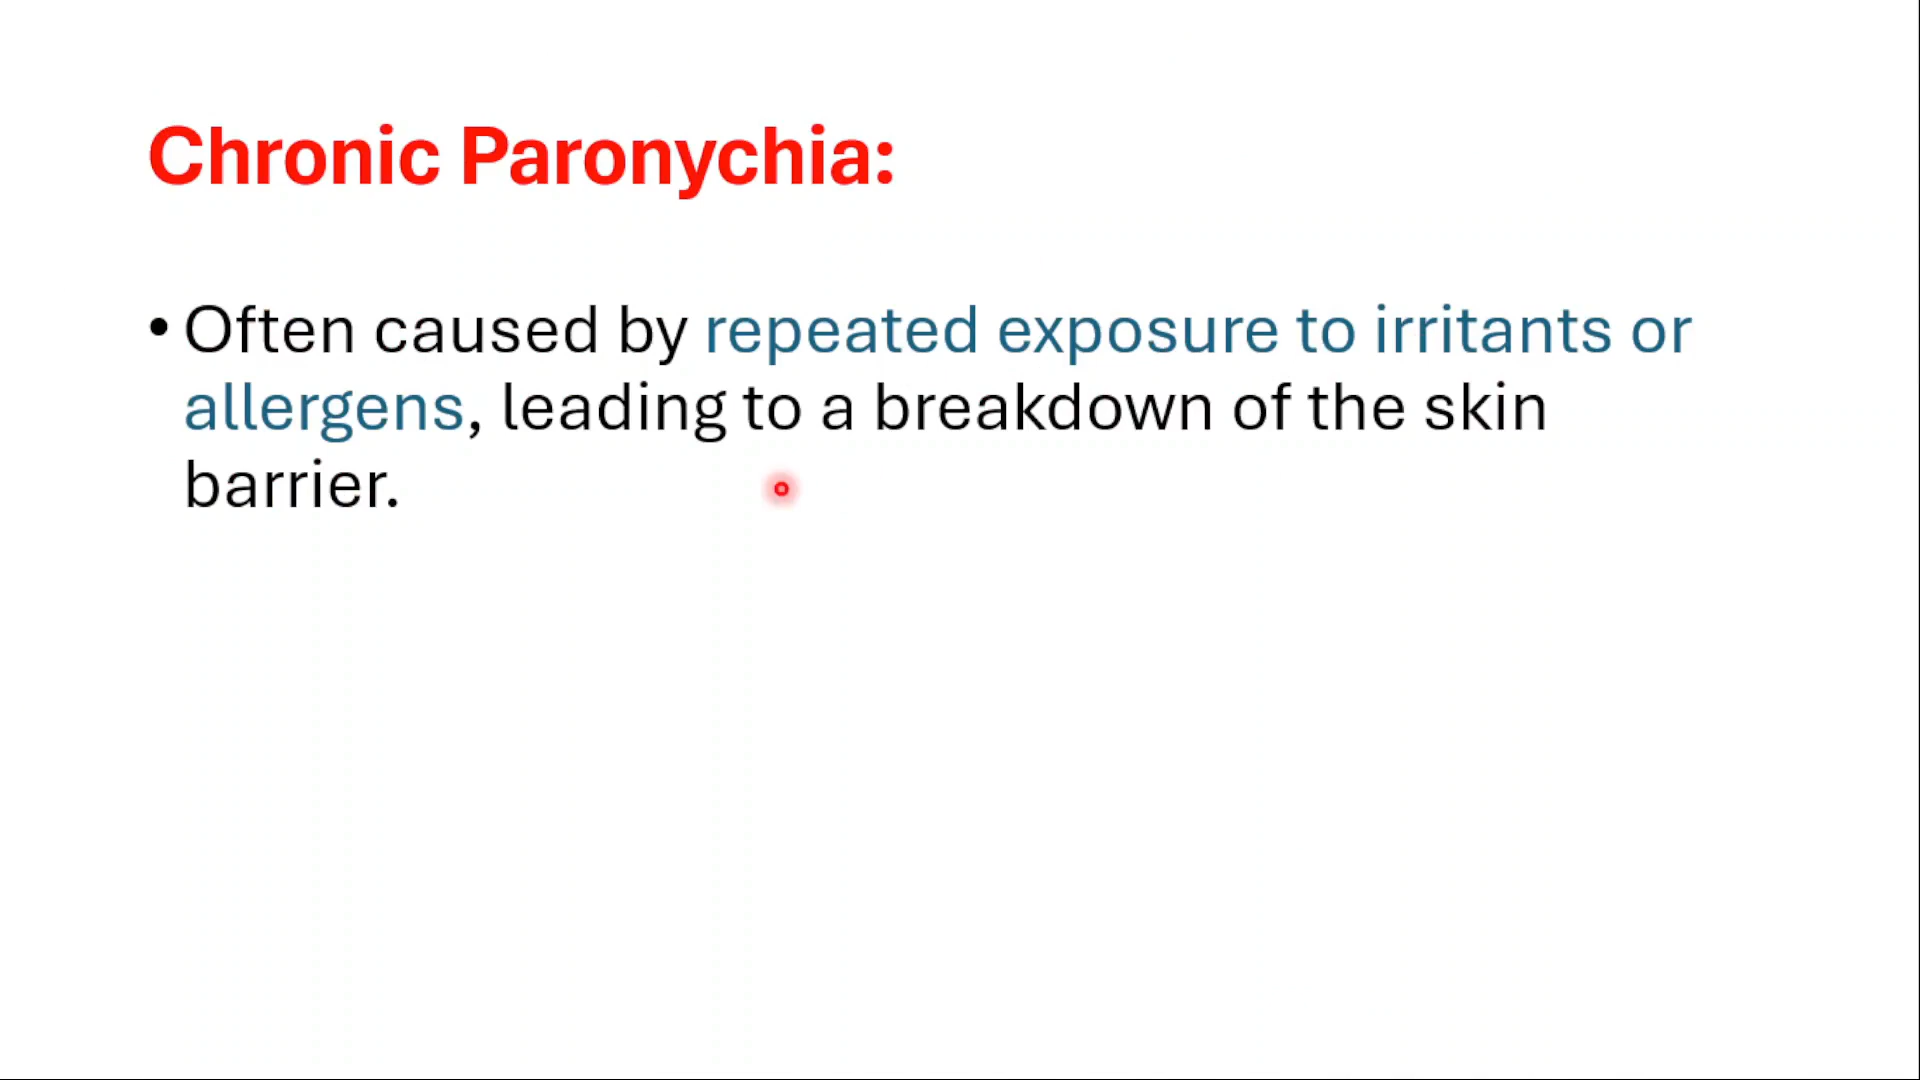 Chronic Paronychia:
• Often caused by repeated exposure to irritants or
allergens, leading to a breakdown of the skin
barrier.